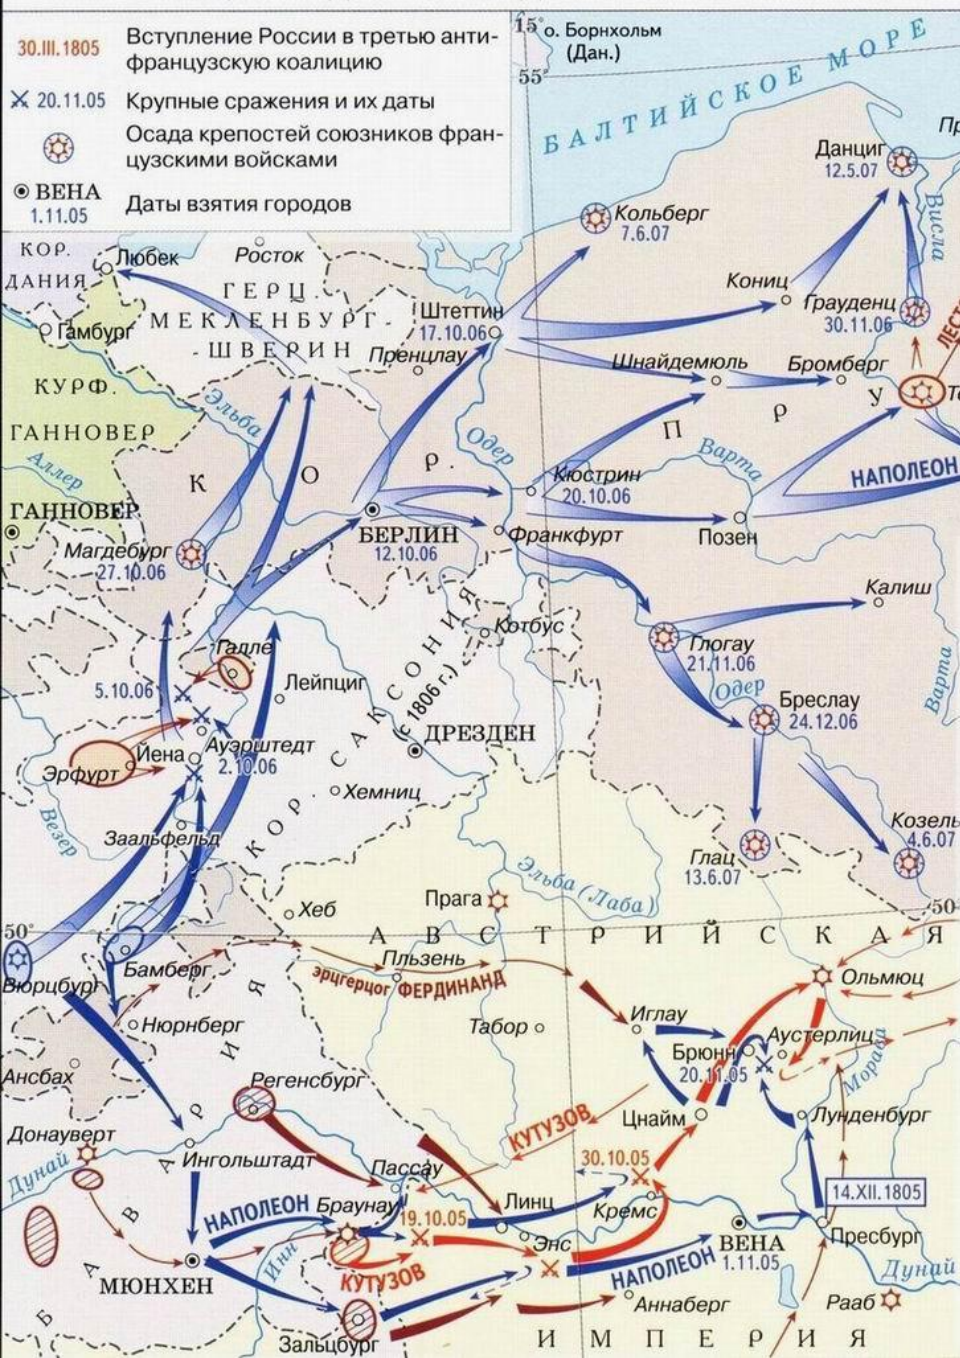 30.III.1805
Вступление России в третью анти-
французскую коалицию
20.11.05
Крупные сражения и их даты
Осада крепостей союзников фран-
цузскими войсками
ВЕНА
1.11.05
Даты взятия городов
15°
о. Борнхольм
(Дан.)
55°
БАЛТИЙСКОЕ МОРЕ
Пр
Данциг
12.5.07
Висла
Кольберг
7.6.07
КОР.
ДАНИЯ
Любек
Росток
ГЕРЦ.
МЕКЛЕНБУРГ-
-ШВЕРИН
Гамбург
Штеттин
17.10.06
Пренцлау
Кониц
Грауденц
30.11.06
ЛЕСТ
Шнайдемюль
Бромберг
То
КУРФ.
ГАННОВЕР
Эльба
Аллер
ГАННОВЕР
КОР.
ПРУ
Одер
Варта
НАПОЛЕОН
Кюстрин
20.10.06
БЕРЛИН
12.10.06
Франкфурт
Позен
Магдебург
27.10.06
Калиш
Котбус
Галле
Глогау
21.11.06
Одер
Варта
5.10.06
Лейпциг
Бреслау
24.12.06
КОР. САКСОНИЯ
(с 1806 г.)
ДРЕЗДЕН
Йена
Ауэрштедт
2.10.06
Эрфурт
Хемниц
Везер
Заальфельд
Козель
4.6.07
Глац
13.6.07
Эльба (Лаба)
Прага
Хеб
50°
50
АВСТРИЙСКАЯ
Вюрцбург
Бамберг
Пльзень
эрцгерцог ФЕРДИНАНД
Ольмюц
Нюрнберг
Табор
Иглау
Аустерлиц
Брюнн
20.11.05
Морава
Ансбах
Регенсбург
Цнайм
Лунденбург
КУТУЗОВ
Донауверт
Дунай
Ингольштадт
Пассау
30.10.05
14.XII.1805
НАПОЛЕОН
Браунау
19.10.05
Линц
Кремс
Энс
ВЕНА
1.11.05
Пресбург
Инн
КУТУЗОВ
НАПОЛЕОН
Дунай
МЮНХЕН
Аннаберг
Рааб
Зальцбург
БАВАРИЯ
ИМПЕРИЯ